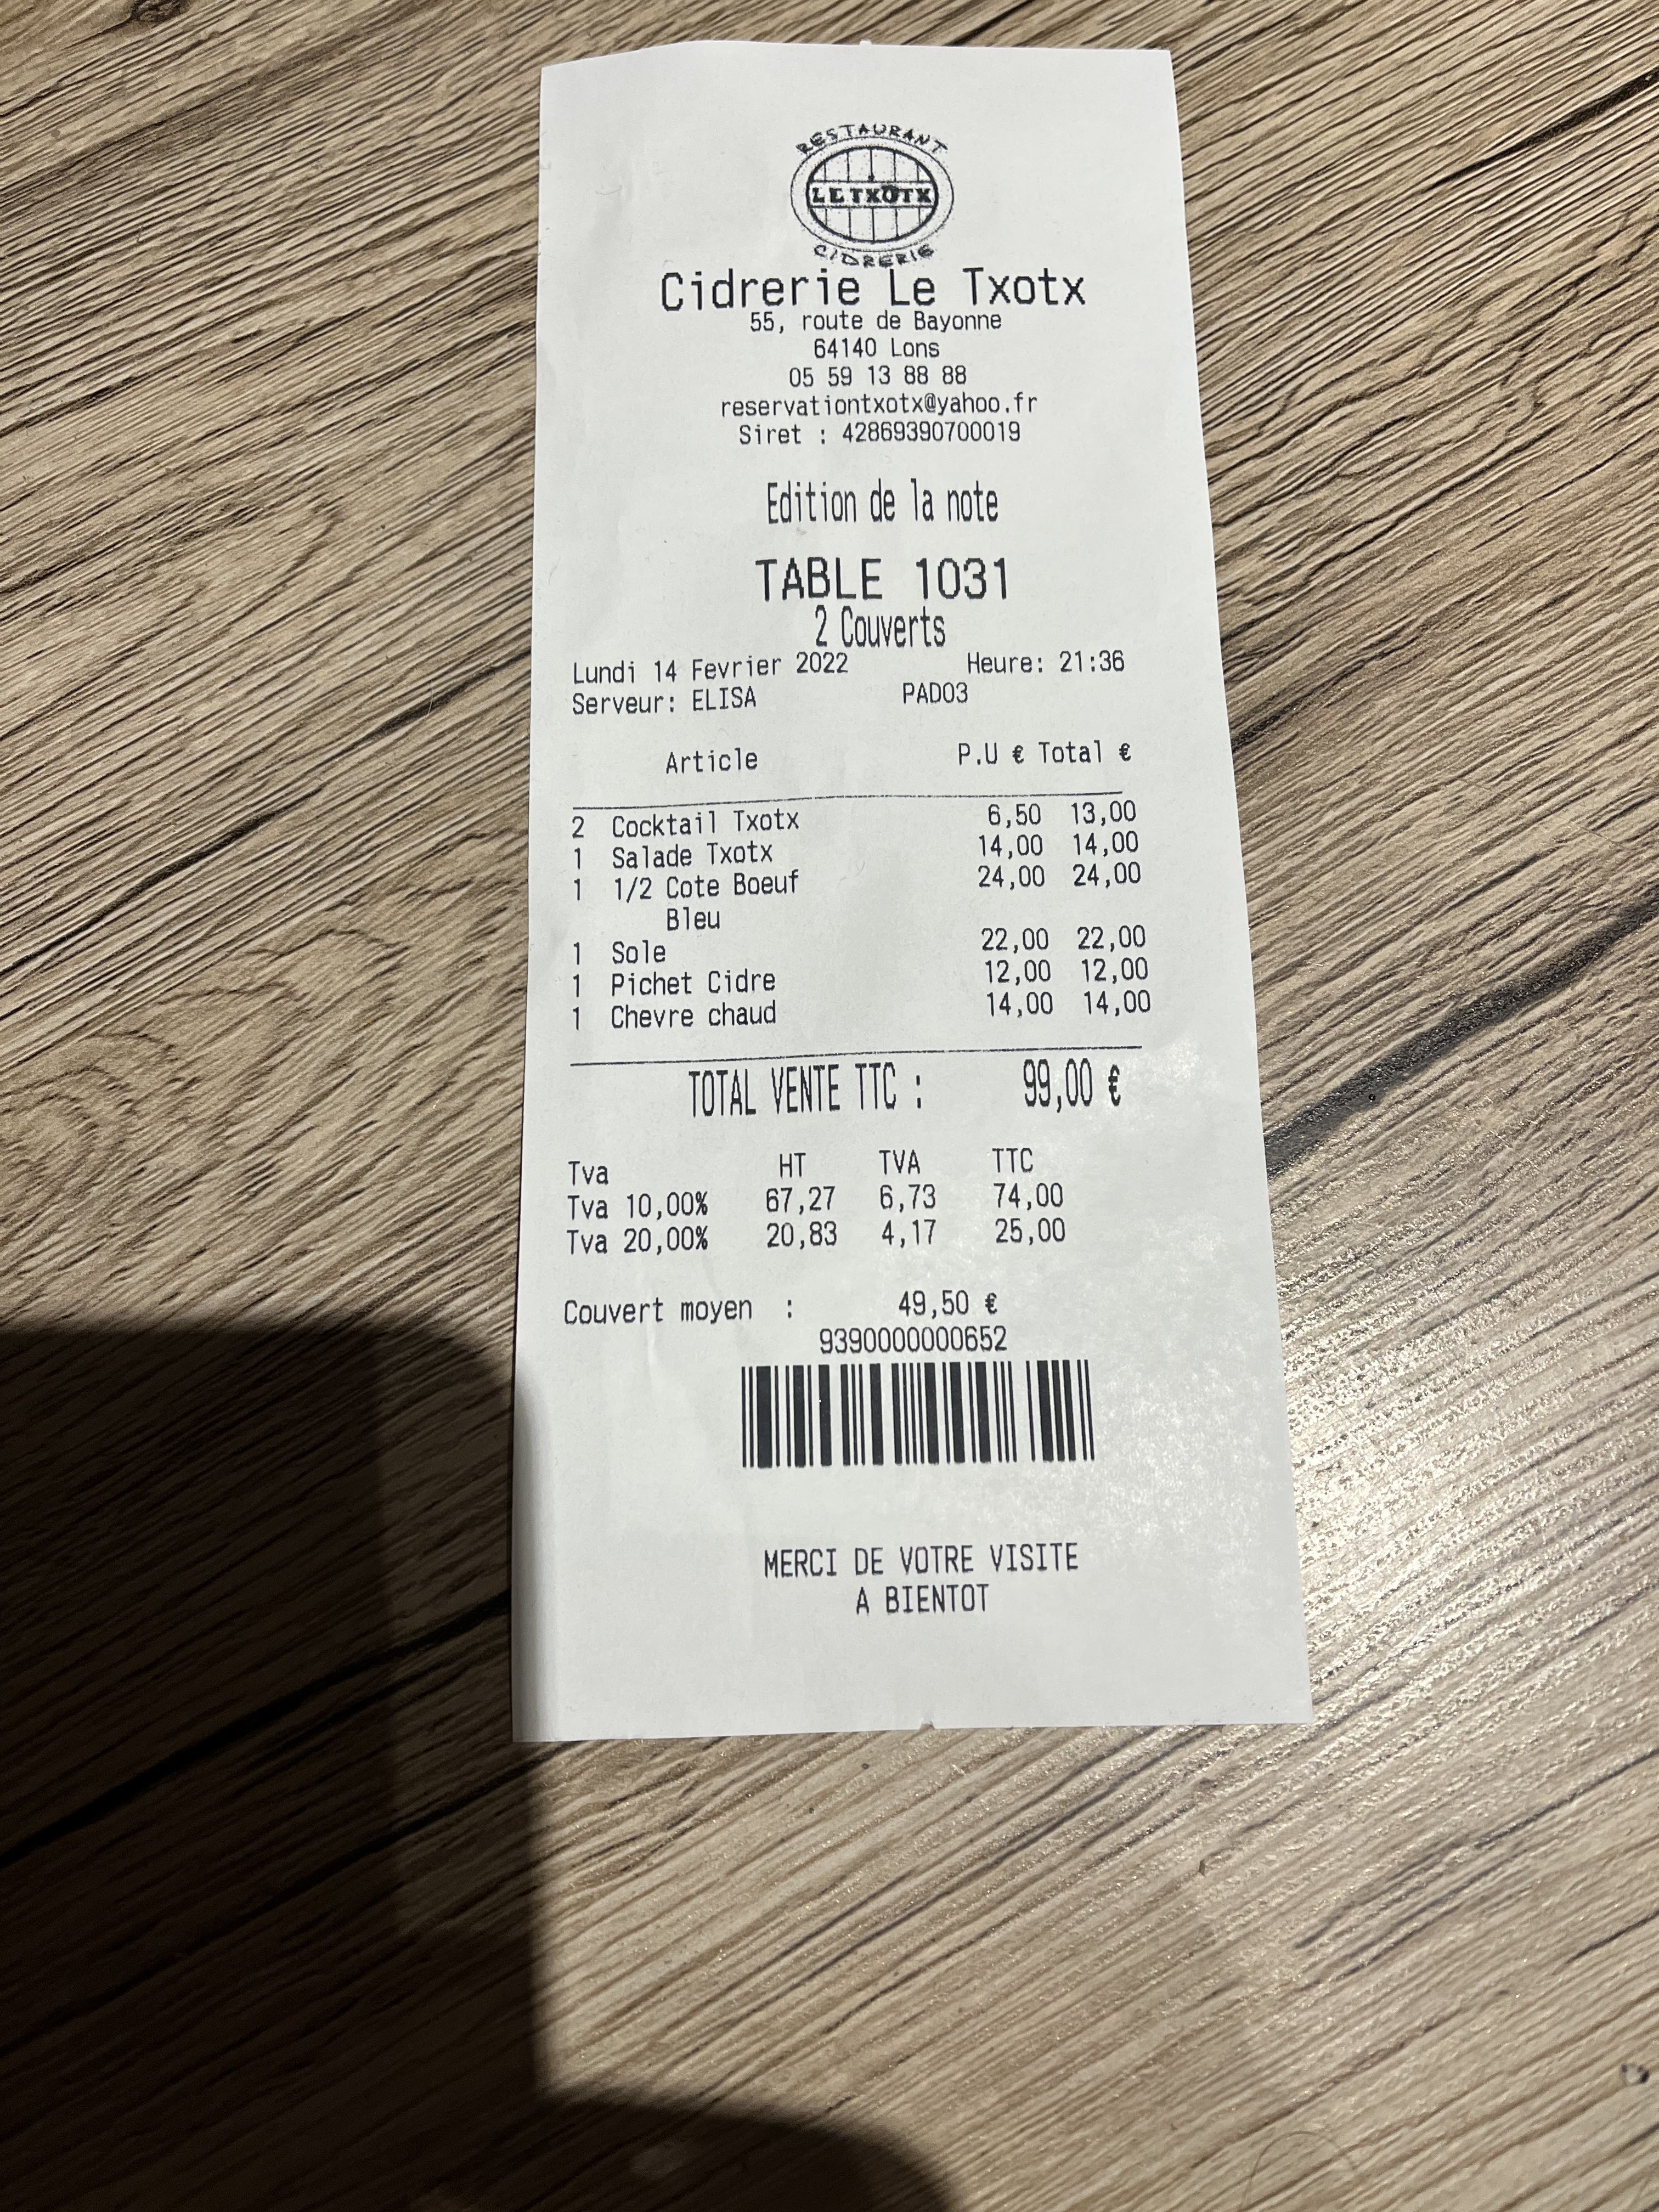 RESTAURANT
LE TXOTX
CIDRERIE
Cidrerie Le Txotx
55, route de Bayonne
64140 Lons
05 59 13 88 88
reservationtxotx@yahoo.fr
Siret : 42869390700019
Edition de la note
TABLE 1031
2 Couverts
Lundi 14 Fevrier 2022 Heure: 21:36
Serveur: ELISA PAD03
Article P.U € Total €
2 Cocktail Txotx 6,50 13,00
1 Salade Txotx 14,00 14,00
1 1/2 Cote Boeuf 24,00 24,00
Bleu
1 Sole 22,00 22,00
1 Pichet Cidre 12,00 12,00
1 Chevre chaud 14,00 14,00
TOTAL VENTE TTC : 99,00 €
Tva HT TVA TTC
Tva 10,00% 67,27 6,73 74,00
Tva 20,00% 20,83 4,17 25,00
Couvert moyen : 49,50 €
9390000000652
MERCI DE VOTRE VISITE
A BIENTOT